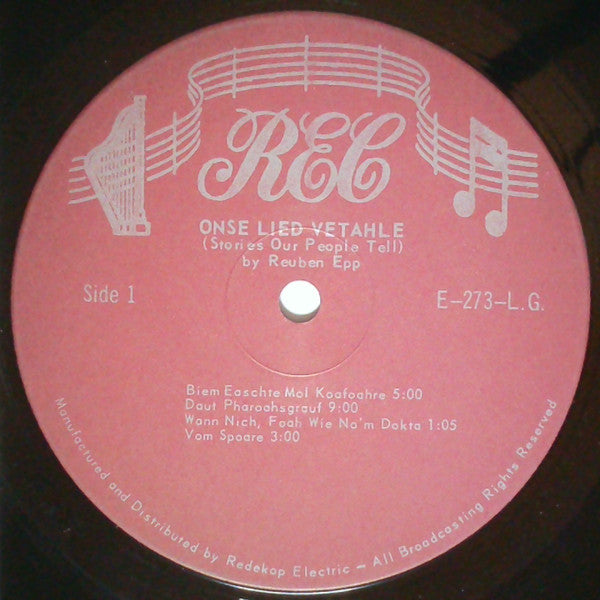 REC
ONSE LIED VETAHLE
(Stories Our People Tell)
by Reuben Epp
Side 1
E-273-L.G.
Biem Easchte Mol Koafoahre 5:00
Daut Pharoahsgrauf 9:00
Wann Nich, Foah Wie Na'm Dokta 1:05
Vom Spoare 3:00
Manufactured and Distributed by Redekop Electric — All Broadcasting Rights Reserved